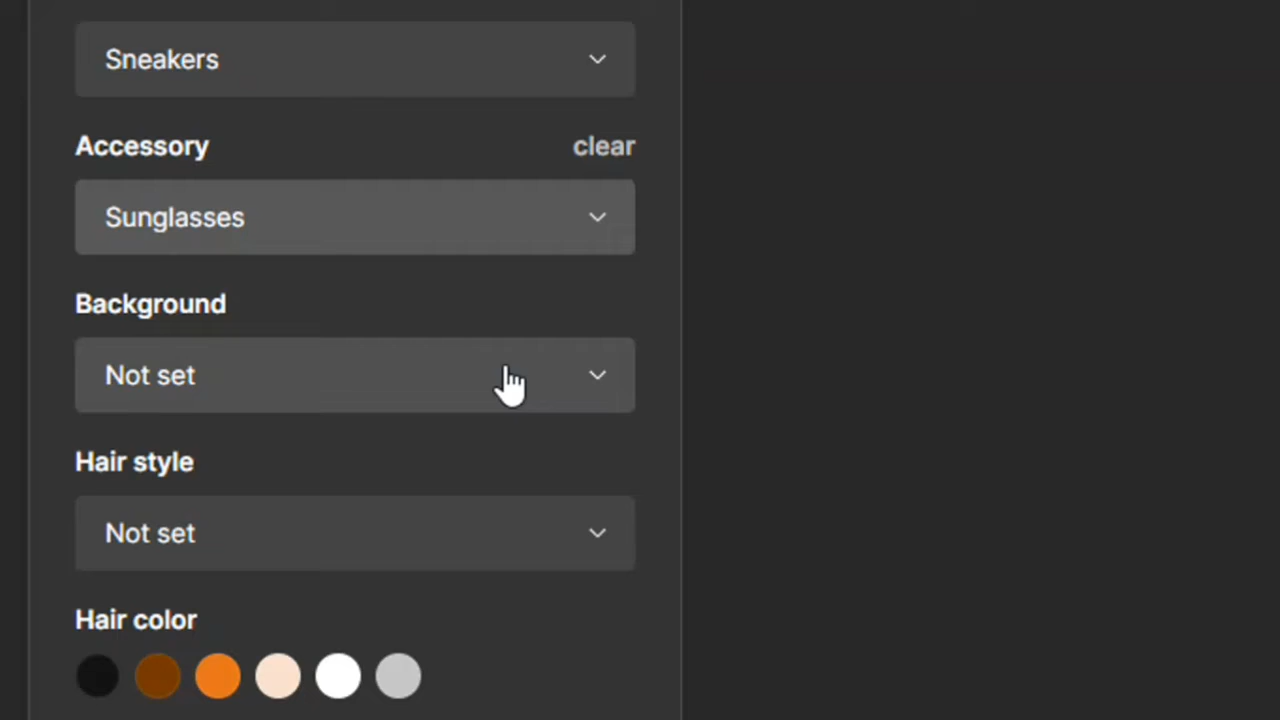 Sneakers
Accessory clear
Sunglasses
Background
Not set
Hair style
Not set
Hair color